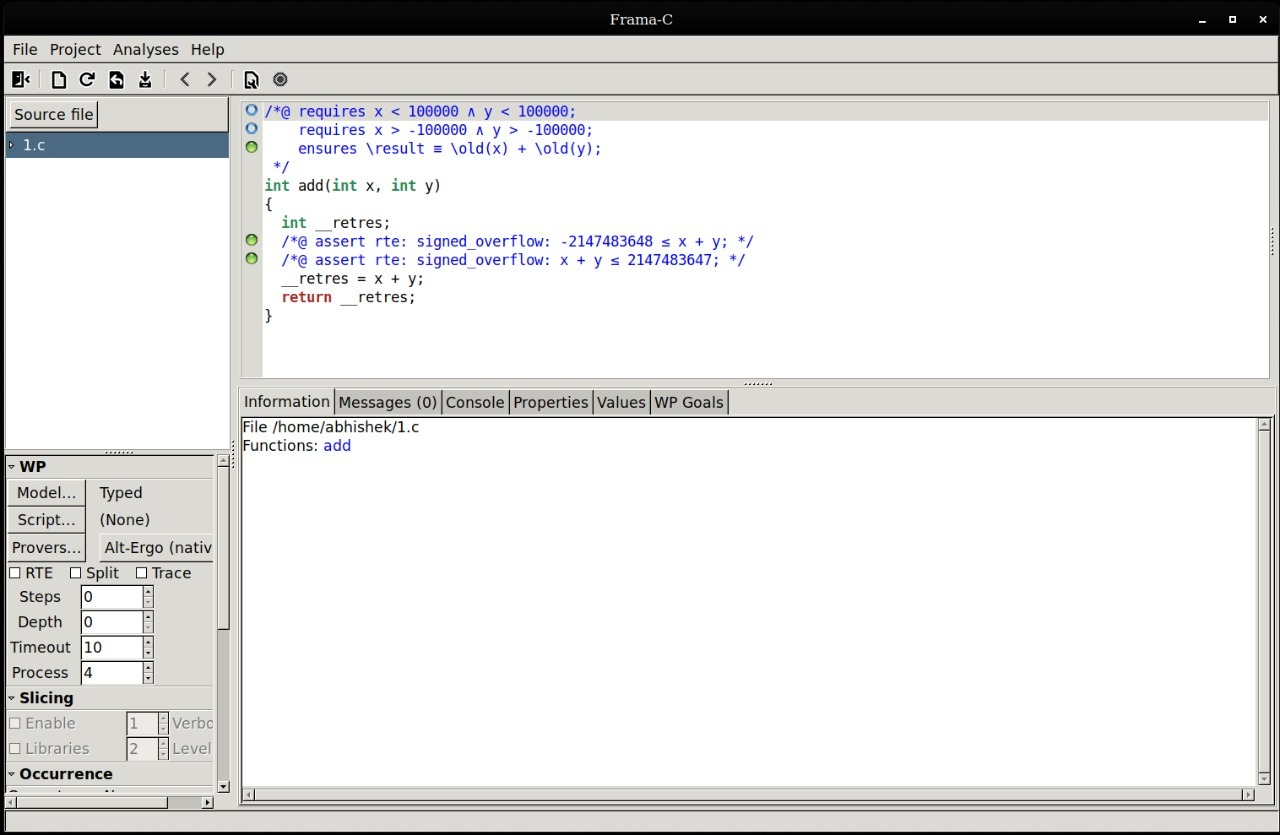 Frama-C
File Project Analyses Help
Source file
1.c
/*@ requires x < 100000 ∧ y < 100000;
requires x > -100000 ∧ y > -100000;
ensures \result ≡ \old(x) + \old(y);
*/
int add(int x, int y)
{
int __retres;
/*@ assert rte: signed_overflow: -2147483648 ≤ x + y; */
/*@ assert rte: signed_overflow: x + y ≤ 2147483647; */
__retres = x + y;
return __retres;
}
Information Messages (0) Console Properties Values WP Goals
File /home/abhishek/1.c
Functions: add
WP
Model... Typed
Script... (None)
Provers... Alt-Ergo (nativ
RTE Split Trace
Steps 0
Depth 0
Timeout 10
Process 4
Slicing
Enable 1 Verbo
Libraries 2 Level
Occurrence